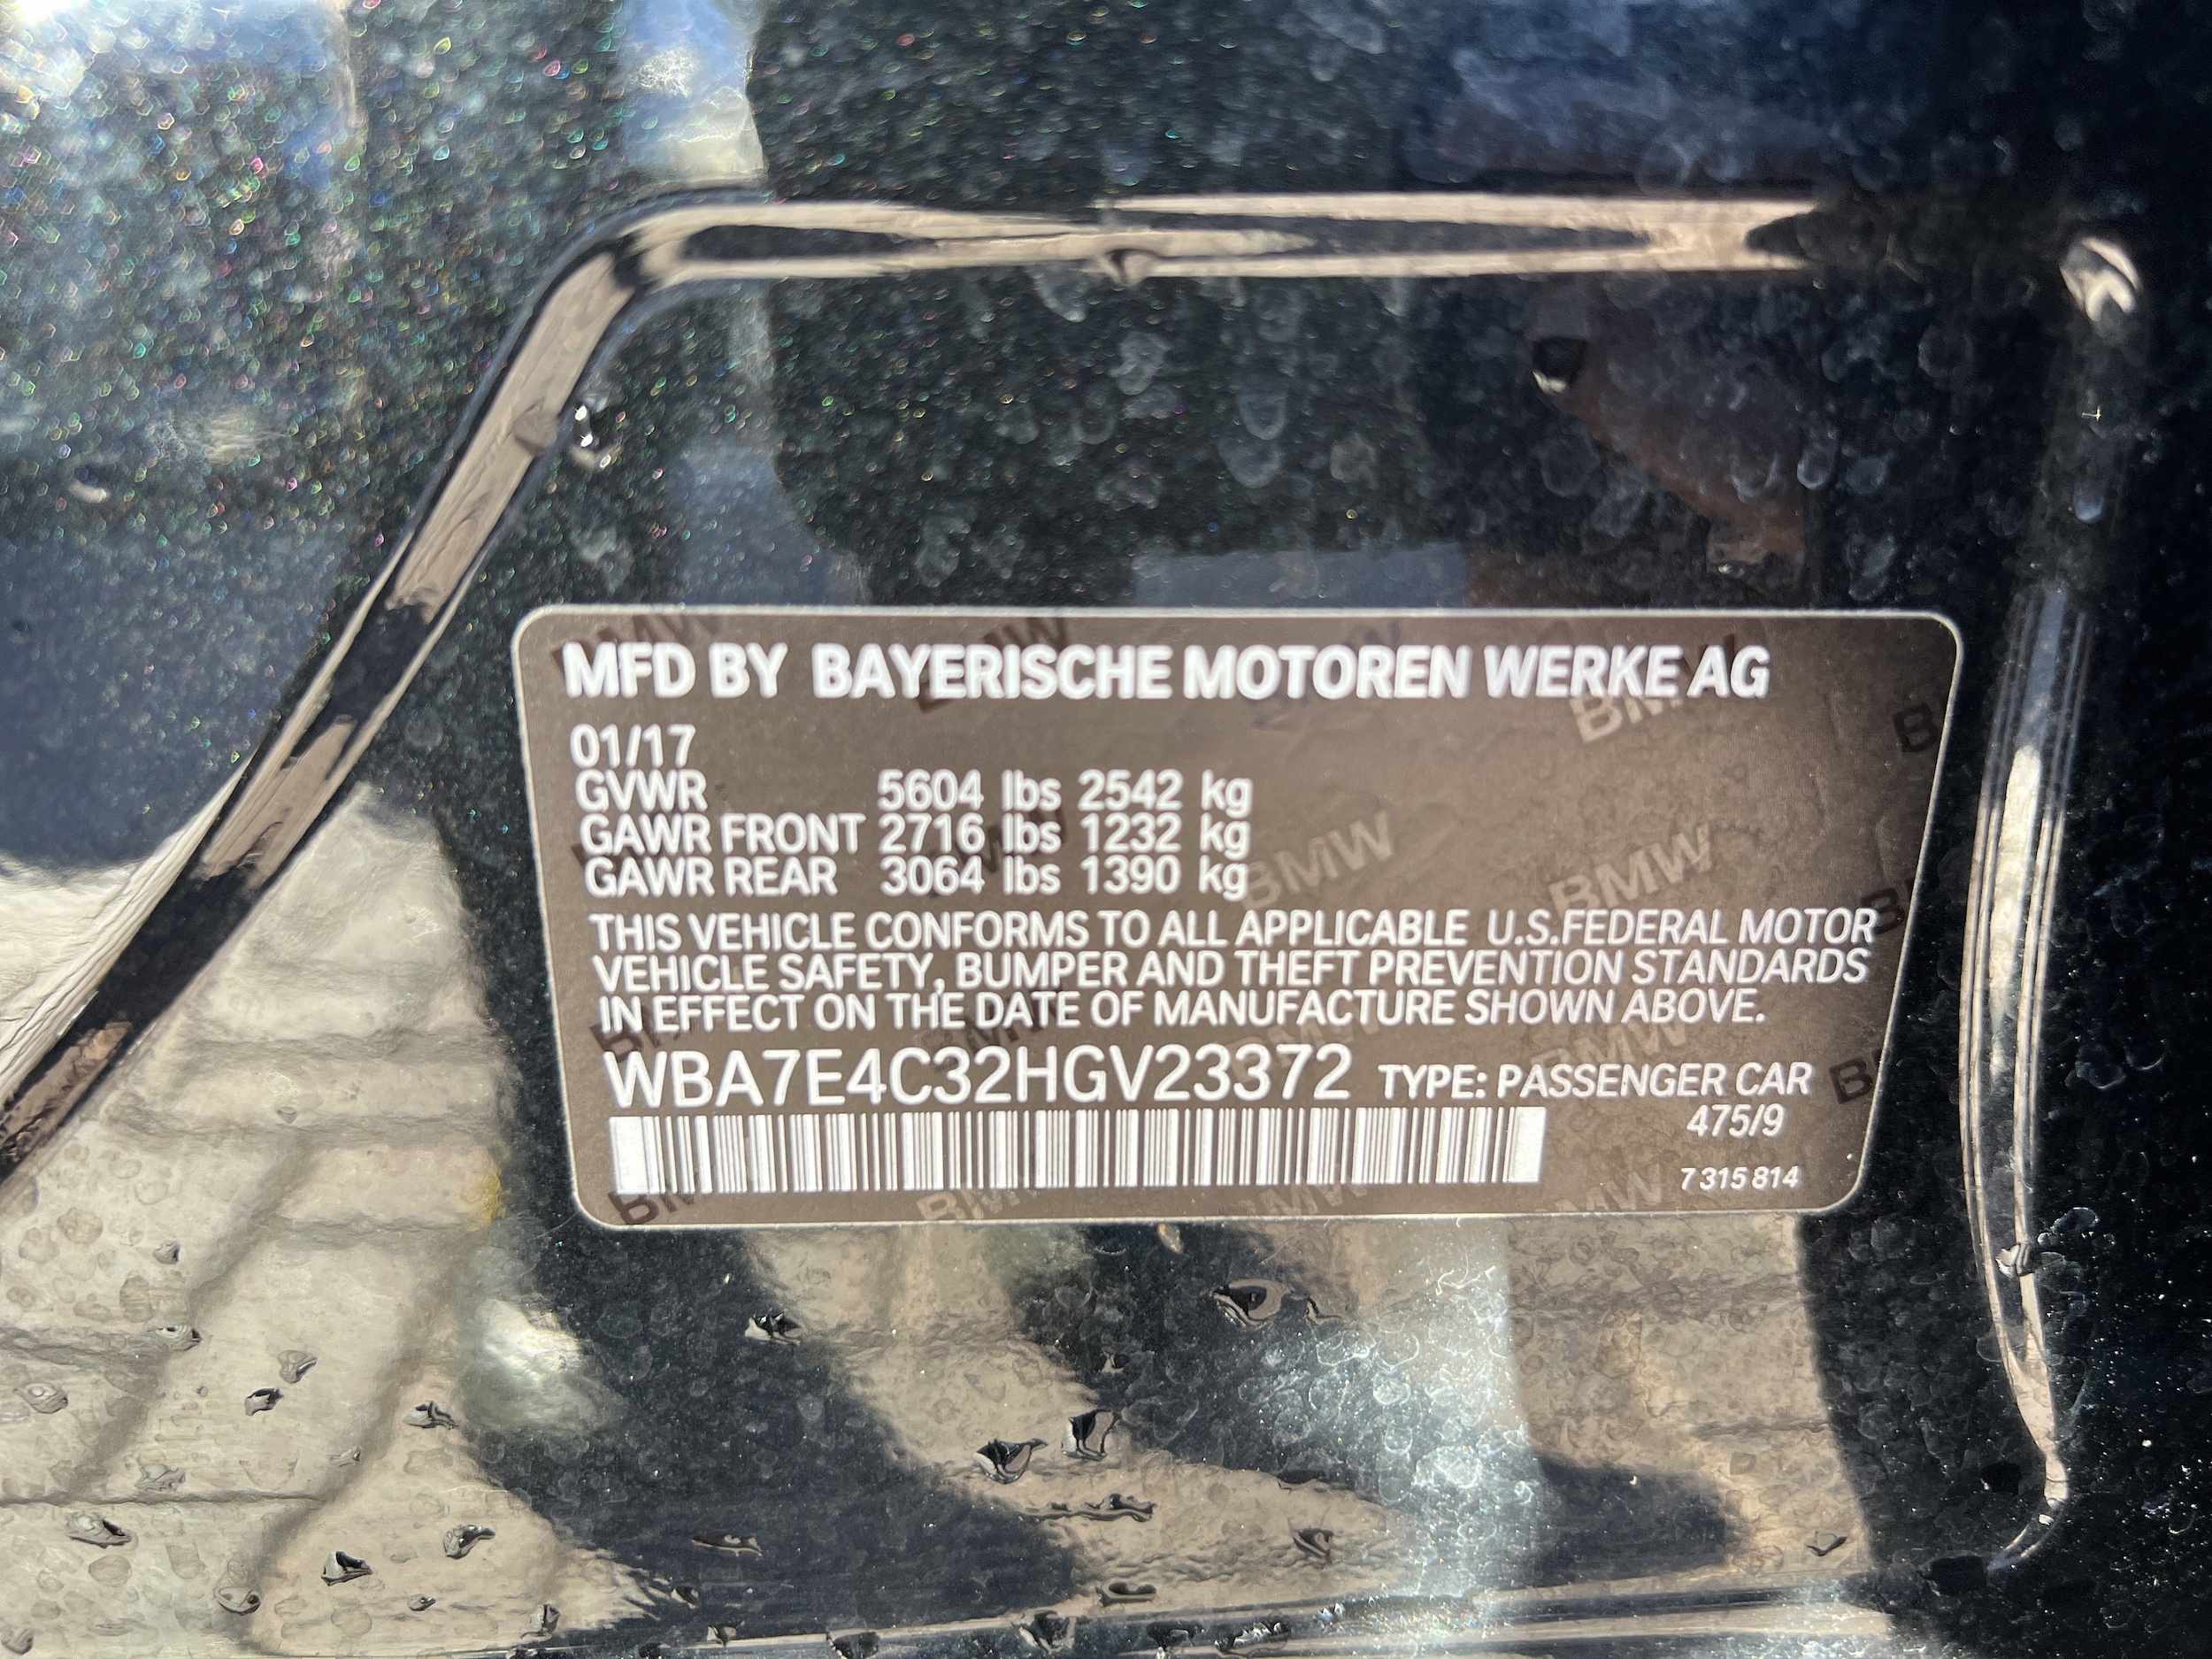 MFD BY BAYERISCHE MOTOREN WERKE AG
01/17
GVWR 5604 lbs 2542 kg
GAWR FRONT 2716 lbs 1232 kg
GAWR REAR 3064 lbs 1390 kg
THIS VEHICLE CONFORMS TO ALL APPLICABLE U.S.FEDERAL MOTOR
VEHICLE SAFETY, BUMPER AND THEFT PREVENTION STANDARDS
IN EFFECT ON THE DATE OF MANUFACTURE SHOWN ABOVE.
WBA7E4C32HGV23372 TYPE: PASSENGER CAR
475/9
7 315 814